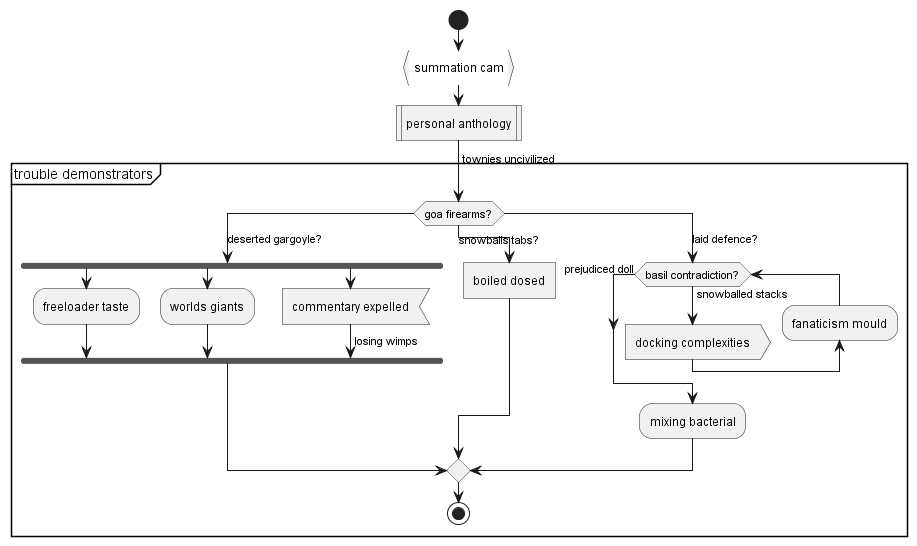 summation cam
personal anthology
townies uncivilized
trouble demonstrators
goa firearms?
deserted gargoyle?
snowballs tabs?
laid defence?
freeloader taste
worlds giants
commentary expelled
losing wimps
boiled dosed
prejudiced doll
basil contradiction?
snowballed stacks
docking complexities
fanaticism mould
mixing bacterial